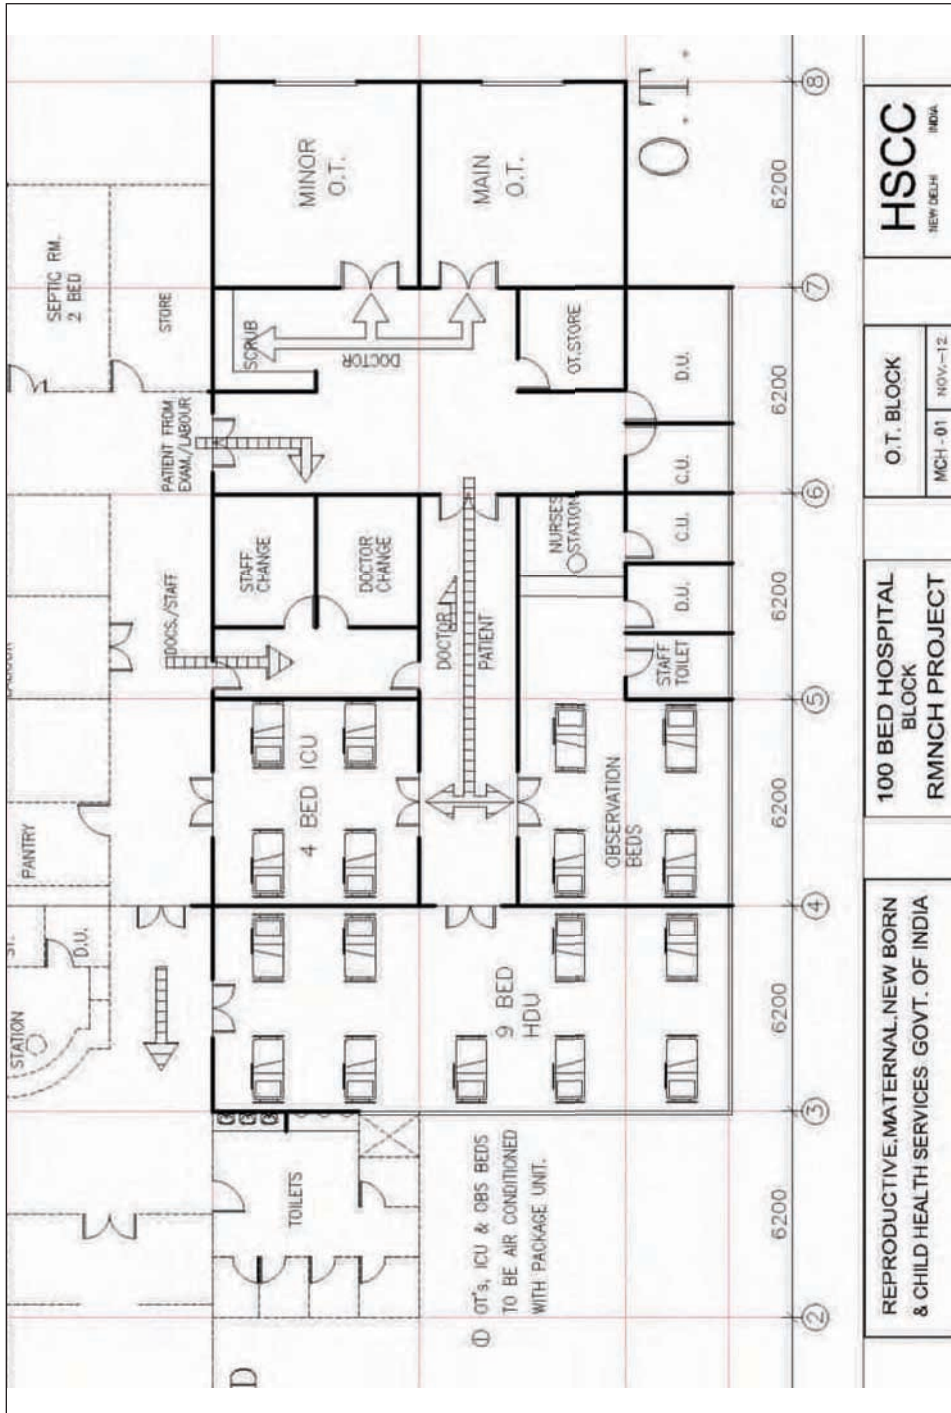 STATION
ST.
D.U.
PANTRY
SEPTIC RM.
2 BED
STORE
DOCS./STAFF
PATIENT FROM
EXAM./LABOUR
D
TOILETS
4 BED ICU
STAFF
CHANGE
DOCTOR
CHANGE
SCRUB
DOCTOR
MINOR
O.T.
DOCTOR
PATIENT
MAIN
O.T.
① OT's, ICU & OBS BEDS
TO BE AIR CONDITIONED
WITH PACKAGE UNIT.
9 BED
HDU
OBSERVATION
BEDS
NURSES
STATION
OT.STORE
STAFF
TOILET
D.U.
C.U.
C.U.
D.U.
O.T.
6200 6200 6200 6200 6200 6200
2 3 4 5 6 7 8
REPRODUCTIVE,MATERNAL,NEW BORN
& CHILD HEALTH SERVICES GOVT. OF INDIA
100 BED HOSPITAL
BLOCK
RMNCH PROJECT
O.T. BLOCK
MCH-01 NOV.-12
HSCC
NEW DELHI INDIA